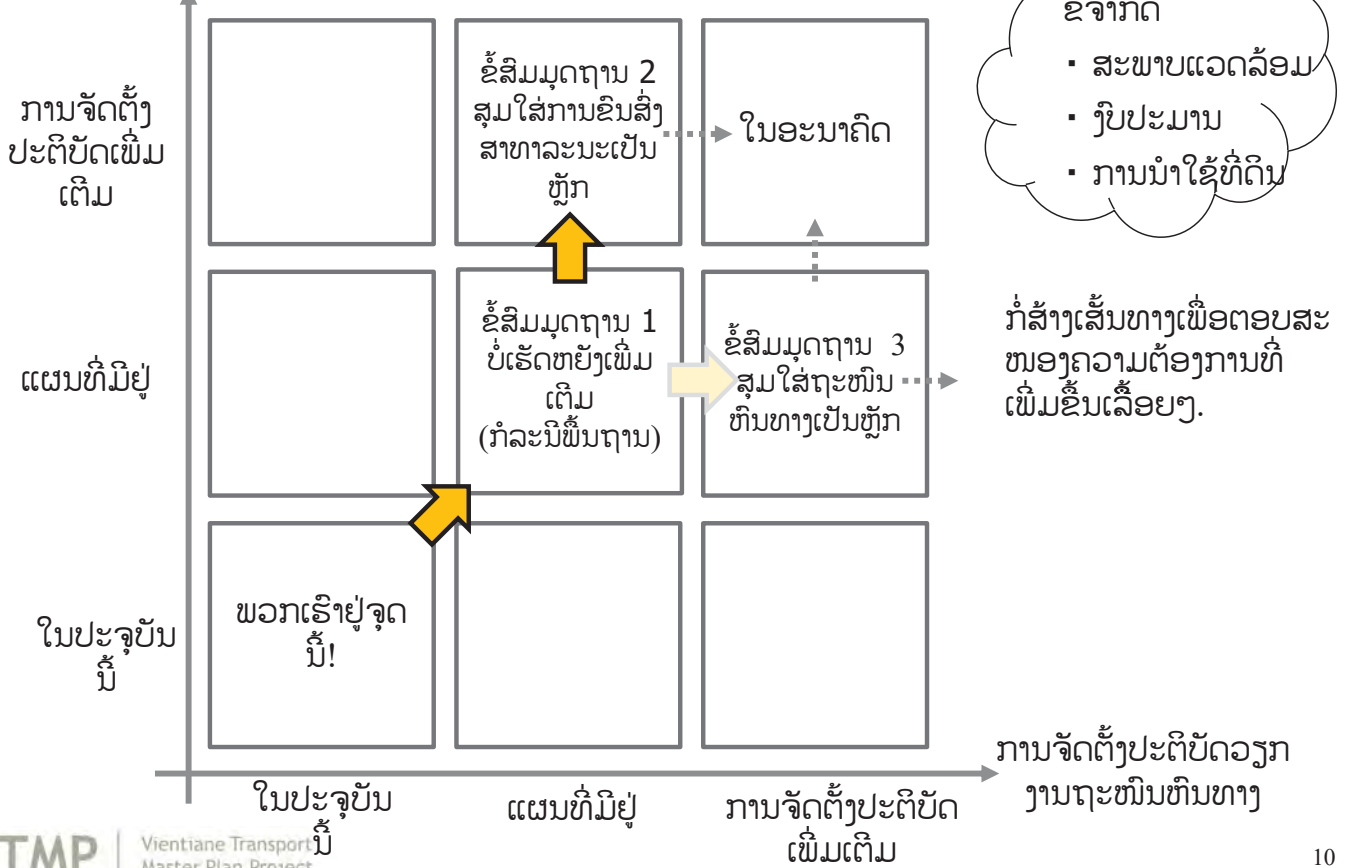 ຂໍ້ຈຳກັດ
▪ ສະພາບແວດລ້ອມ
▪ ງົບປະມານ
▪ ການນຳໃຊ້ທີ່ດິນ
ການຈັດຕັ້ງ
ປະຕິບັດເພີ່ມ
ເຕີມ
ຂໍ້ສົມມຸດຖານ 2
ສຸມໃສ່ການຂົນສົ່ງ
ສາທາລະນະເປັນ
ຫຼັກ
ໃນອະນາຄົດ
ແຜນທີ່ມີຢູ່
ຂໍ້ສົມມຸດຖານ 1
ບໍ່ເຮັດຫຍັງເພີ່ມ
ເຕີມ
(ກໍລະນີພື້ນຖານ)
ຂໍ້ສົມມຸດຖານ 3
ສຸມໃສ່ຖະໜົນ
ຫົນທາງເປັນຫຼັກ
ກໍ່ສ້າງເສັ້ນທາງເພື່ອຕອບສະ
ໜອງຄວາມຕ້ອງການທີ່
ເພີ່ມຂຶ້ນເລື້ອຍໆ.
ໃນປະຈຸບັນ
ນີ້
ພວກເຮົາຢູ່ຈຸດ
ນີ້!
ການຈັດຕັ້ງປະຕິບັດວຽກ
ງານຖະໜົນຫົນທາງ
ໃນປະຈຸບັນ
ນີ້
ແຜນທີ່ມີຢູ່
ການຈັດຕັ້ງປະຕິບັດ
ເພີ່ມເຕີມ
TMP
Vientiane Transport
Master Plan Project
10